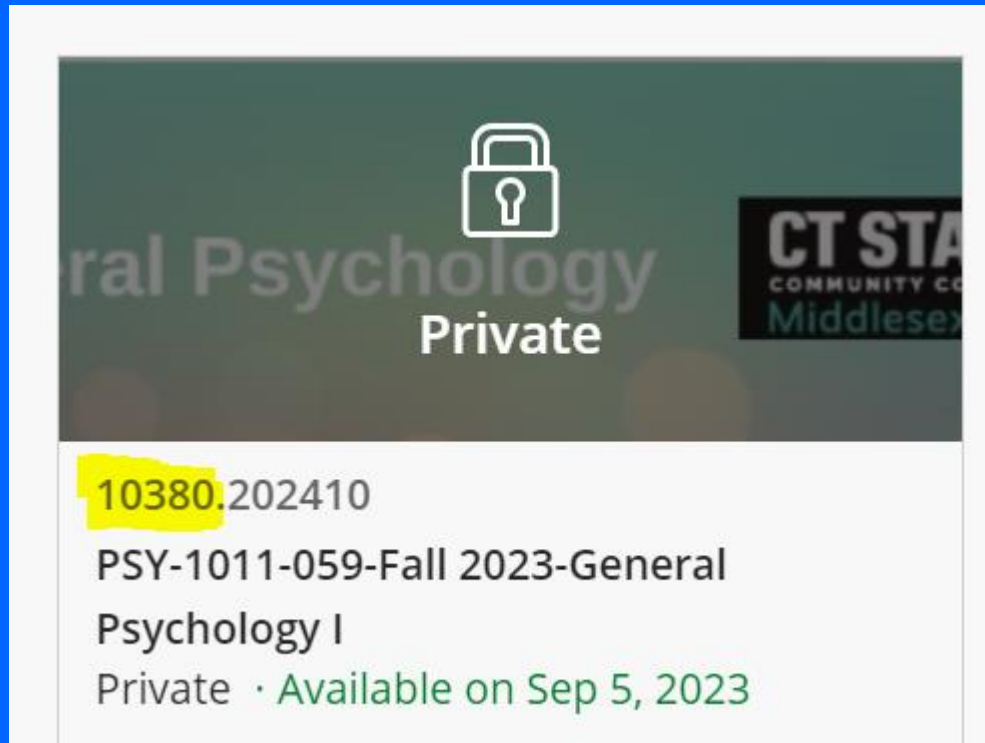 ral Psychology
CT STA
COMMUNITY CO
Middlesex
Private
10380.202410
PSY-1011-059-Fall 2023-General
Psychology I
Private · Available on Sep 5, 2023